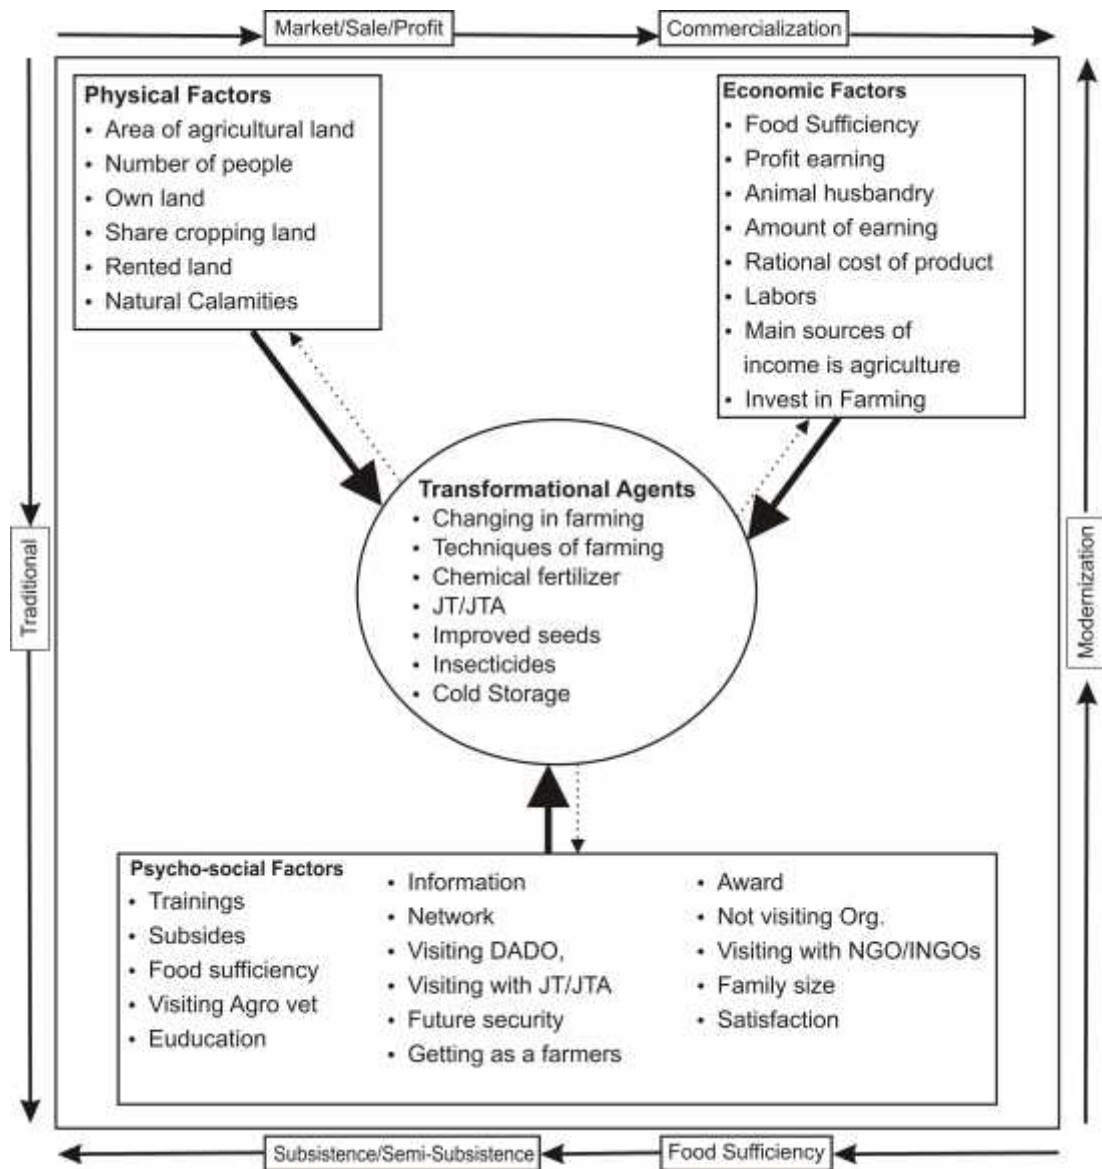 Market/Sale/Profit
Commercialization
Physical Factors
• Area of agricultural land
• Number of people
• Own land
• Share cropping land
• Rented land
• Natural Calamities
Economic Factors
• Food Sufficiency
• Profit earning
• Animal husbandry
• Amount of earning
• Rational cost of product
• Labors
• Main sources of
income is agriculture
• Invest in Farming
Traditional
Transformational Agents
• Changing in farming
• Techniques of farming
• Chemical fertilizer
• JT/JTA
• Improved seeds
• Insecticides
• Cold Storage
Modernization
Psycho-social Factors
• Trainings
• Subsides
• Food sufficiency
• Visiting Agro vet
• Euducation
• Information
• Network
• Visiting DADO,
• Visiting with JT/JTA
• Future security
• Getting as a farmers
• Award
• Not visiting Org.
• Visiting with NGO/INGOs
• Family size
• Satisfaction
Subsistence/Semi-Subsistence
Food Sufficiency